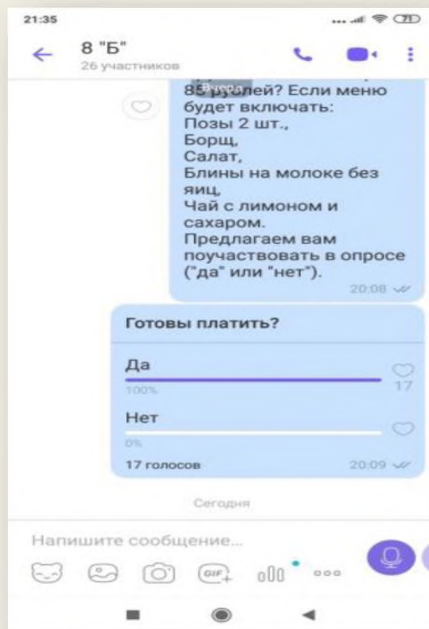 21:35
8 "Б"
26 участников
Вчера
85 рублей? Если меню
будет включать:
Позы 2 шт.,
Борщ,
Салат,
Блины на молоке без
яиц,
Чай с лимоном и
сахаром.
Предлагаем вам
поучаствовать в опросе
("да" или "нет").
20:08
Готовы платить?
Да
17
100%
Нет
0%
17 голосов 20:09
Сегодня
Напишите сообщение...
GIF